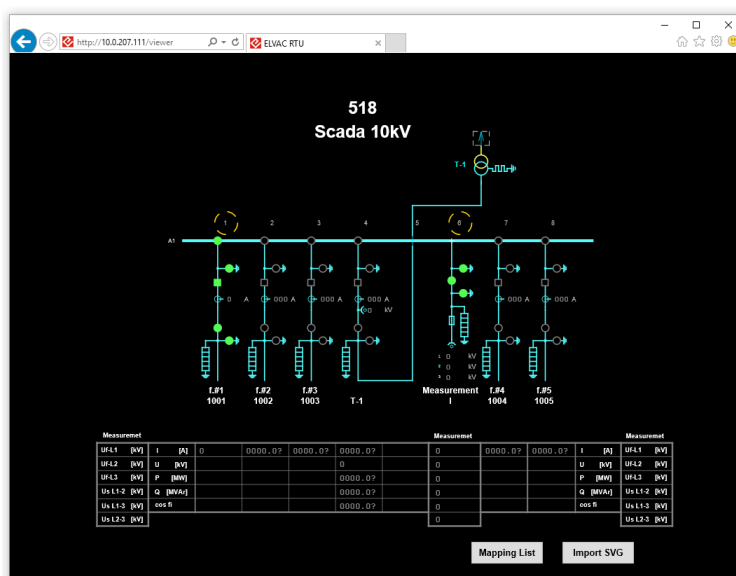 http://10.0.207.111/viewer
ELVAC RTU
518
Scada 10kV
T-1
1 2 3 4 5 6 7 8
A1
0 A 000 A 000 A 000 A 000 A 000 A
0 kV
1 0 kV
2 0 kV
3 0 kV
f.#1 f.#2 f.#3 Measurement f.#4 f.#5
1001 1002 1003 T-1 I 1004 1005
Measuremet Measuremet Measuremet
Uf-L1 [kV] I [A] 0 0000.0? 0000.0? 0000.0? 0 0000.0? 0000.0? I [A] Uf-L1 [kV]
Uf-L2 [kV] U [kV] 0 0 U [kV] Uf-L2 [kV]
Uf-L3 [kV] P [MW] 0000.0? 0 P [MW] Uf-L3 [kV]
Us L1-2 [kV] Q [MVAr] 0000.0? 0 Q [MVAr] Us L1-2 [kV]
Us L1-3 [kV] cos fi 0000.0? 0 cos fi Us L1-3 [kV]
Us L2-3 [kV] 0 Us L2-3 [kV]
Mapping List Import SVG